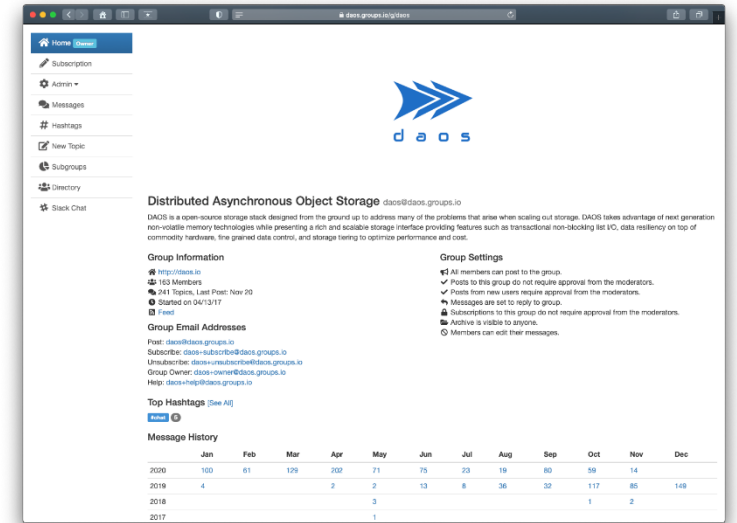 daos.groups.io/g/daos
Home Owner
Subscription
Admin
Messages
# Hashtags
New Topic
Subgroups
Directory
Slack Chat
daos
Distributed Asynchronous Object Storage daos@daos.groups.io
DAOS is a open-source storage stack designed from the ground up to address many of the problems that arise when scaling out storage. DAOS takes advantage of next generation
non-volatile memory technologies while presenting a rich and scalable storage interface providing features such as transactional non-blocking list I/O, data resiliency on top of
commodity hardware, fine grained data control, and storage tiering to optimize performance and cost.
Group Information
http://daos.io
163 Members
241 Topics, Last Post: Nov 20
Started on 04/13/17
Feed
Group Email Addresses
Post: daos@daos.groups.io
Subscribe: daos+subscribe@daos.groups.io
Unsubscribe: daos+unsubscribe@daos.groups.io
Group Owner: daos+owner@daos.groups.io
Help: daos+help@daos.groups.io
Group Settings
All members can post to the group.
Posts to this group do not require approval from the moderators.
Posts from new users require approval from the moderators.
Messages are set to reply to group.
Subscriptions to this group do not require approval from the moderators.
Archive is visible to anyone.
Members can edit their messages.
Top Hashtags [See All]
#chat 5
Message History
Jan Feb Mar Apr May Jun Jul Aug Sep Oct Nov Dec
2020 100 61 129 202 71 75 23 19 80 59 14
2019 4 2 2 13 8 36 32 117 85 149
2018 3 1 2
2017 1